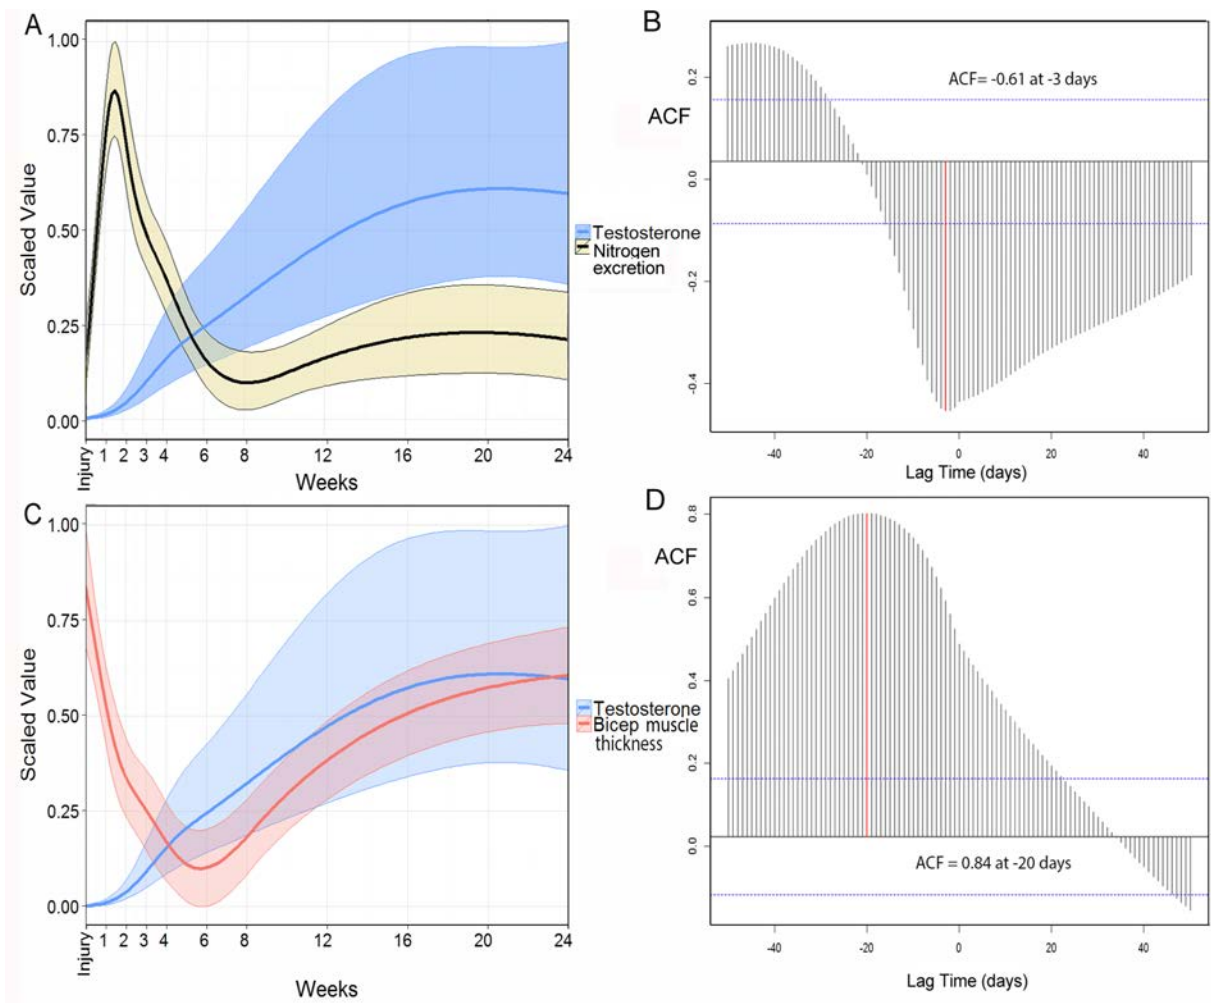 A
1.00
0.75
0.50
0.25
0.00
Scaled Value
Injury
1 2 3 4 6 8 12 16 20 24
Weeks
Testosterone
Nitrogen
excretion
B
ACF= -0.61 at -3 days
ACF
0.2
0.0
-0.2
-0.4
-40 -20 0 20 40
Lag Time (days)
C
1.00
0.75
0.50
0.25
0.00
Scaled Value
Injury
1 2 3 4 6 8 12 16 20 24
Weeks
Testosterone
Bicep muscle
thickness
D
ACF
0.8
0.6
0.4
0.2
0.0
ACF = 0.84 at -20 days
-40 -20 0 20 40
Lag Time (days)